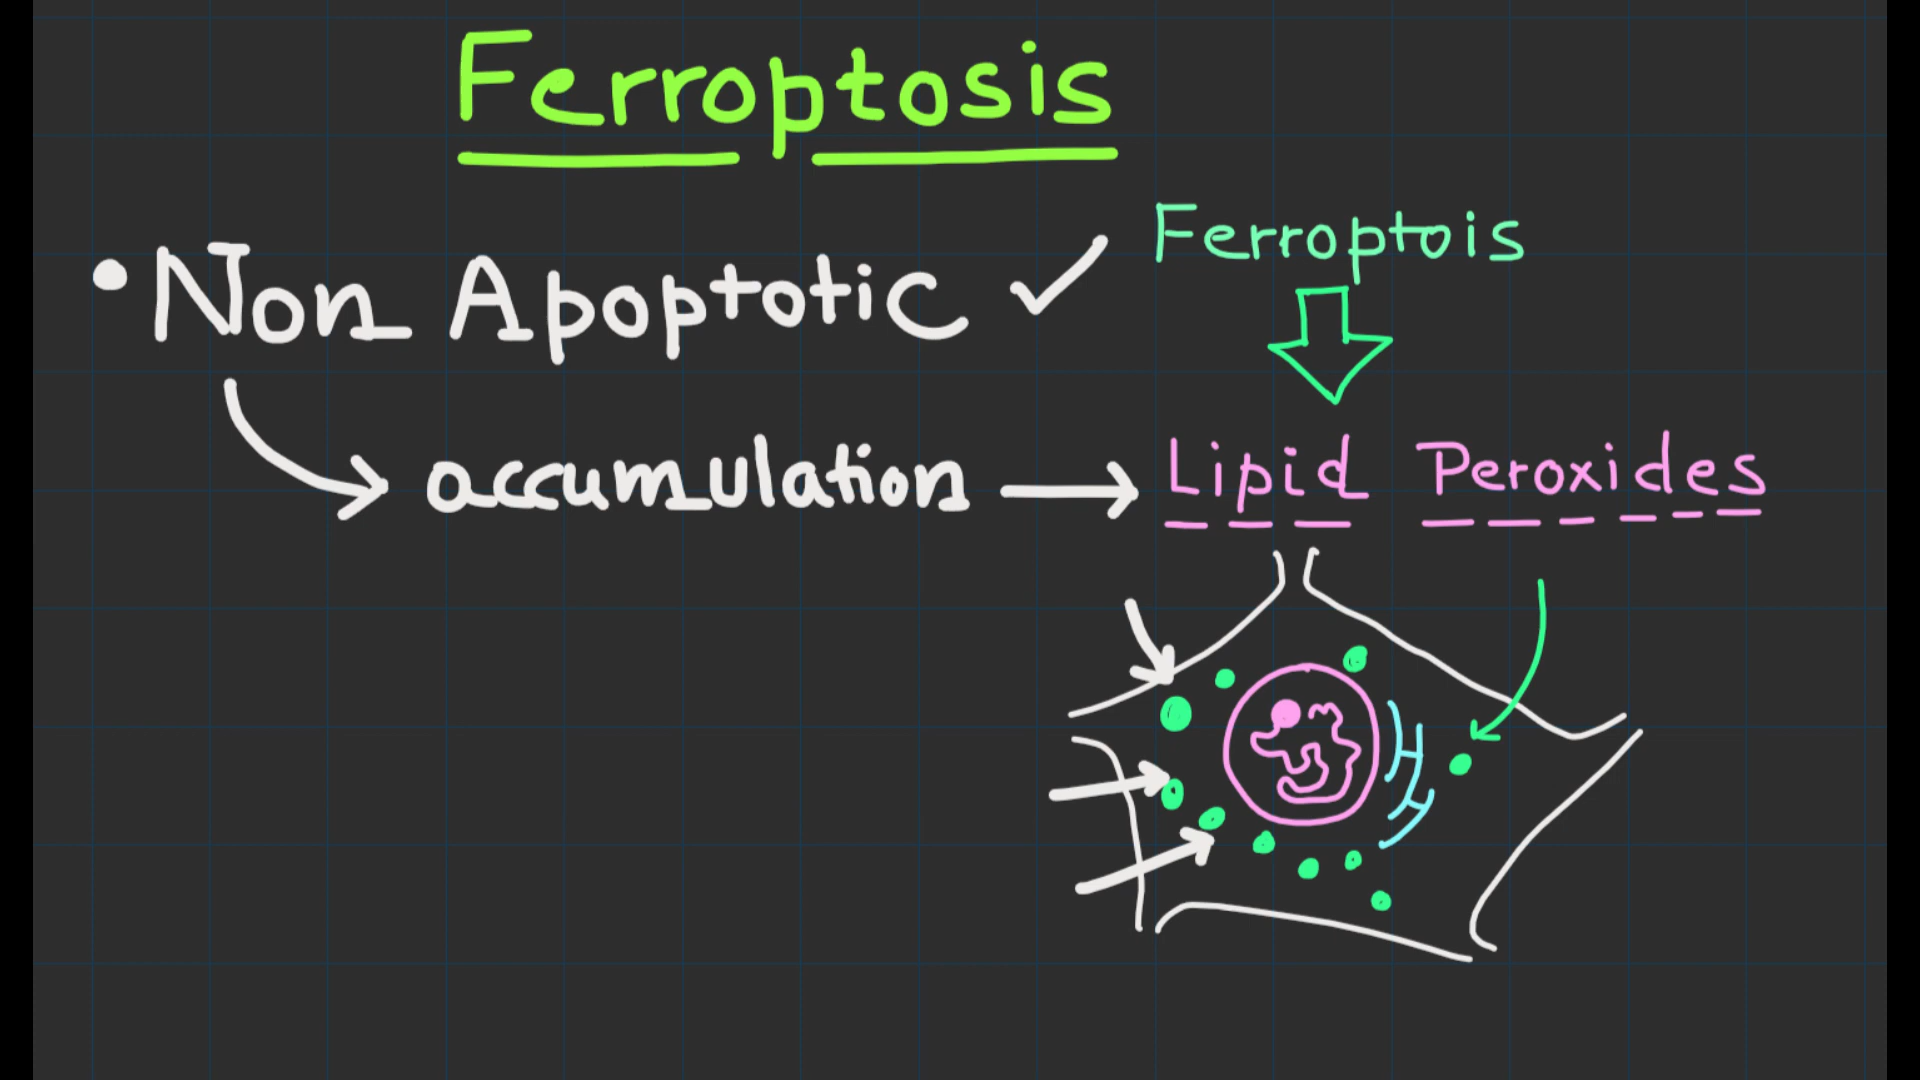 Ferroptosis
• Non Apoptotic ✓
Ferroptois
accumulation → Lipid Peroxides